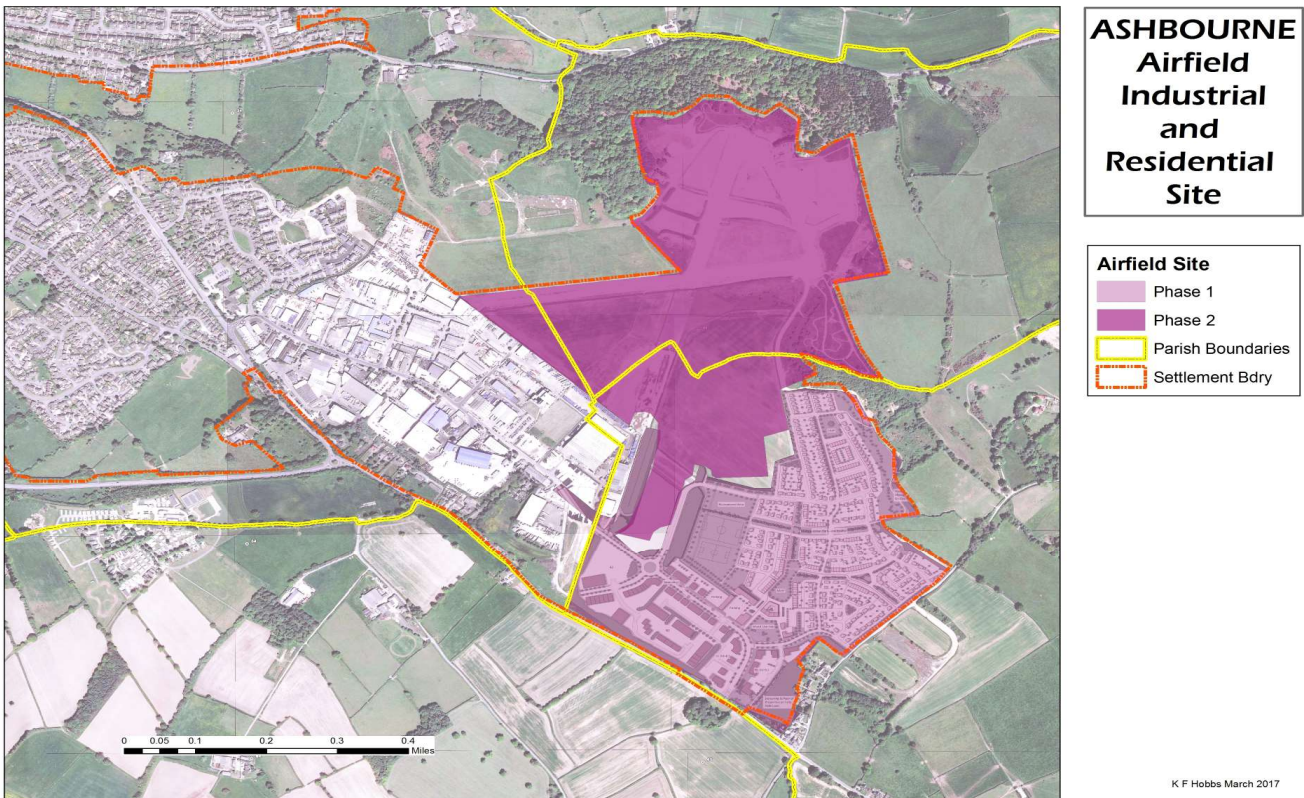 ASHBOURNE
Airfield
Industrial
and
Residential
Site
Airfield Site
Phase 1
Phase 2
Parish Boundaries
Settlement Bdry
0 0.05 0.1 0.2 0.3 0.4
Miles
K F Hobbs March 2017